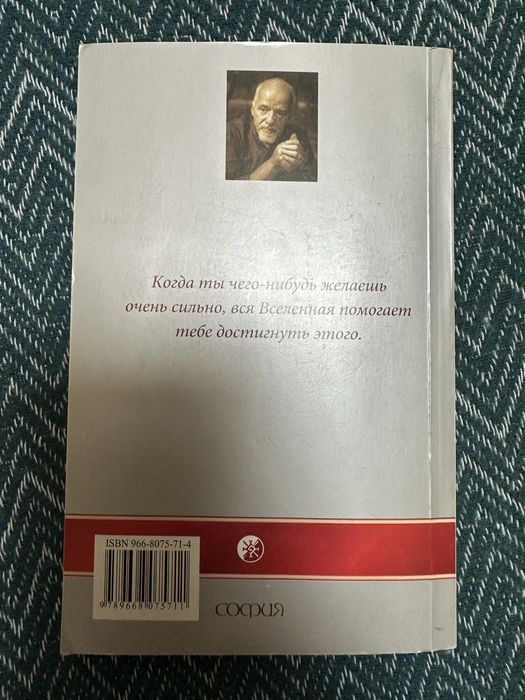 Когда ты чего-нибудь желаешь
очень сильно, вся Вселенная помогает
тебе достигнуть этого.
ISBN 966-8075-71-4
9789668075711
СОФИЯ